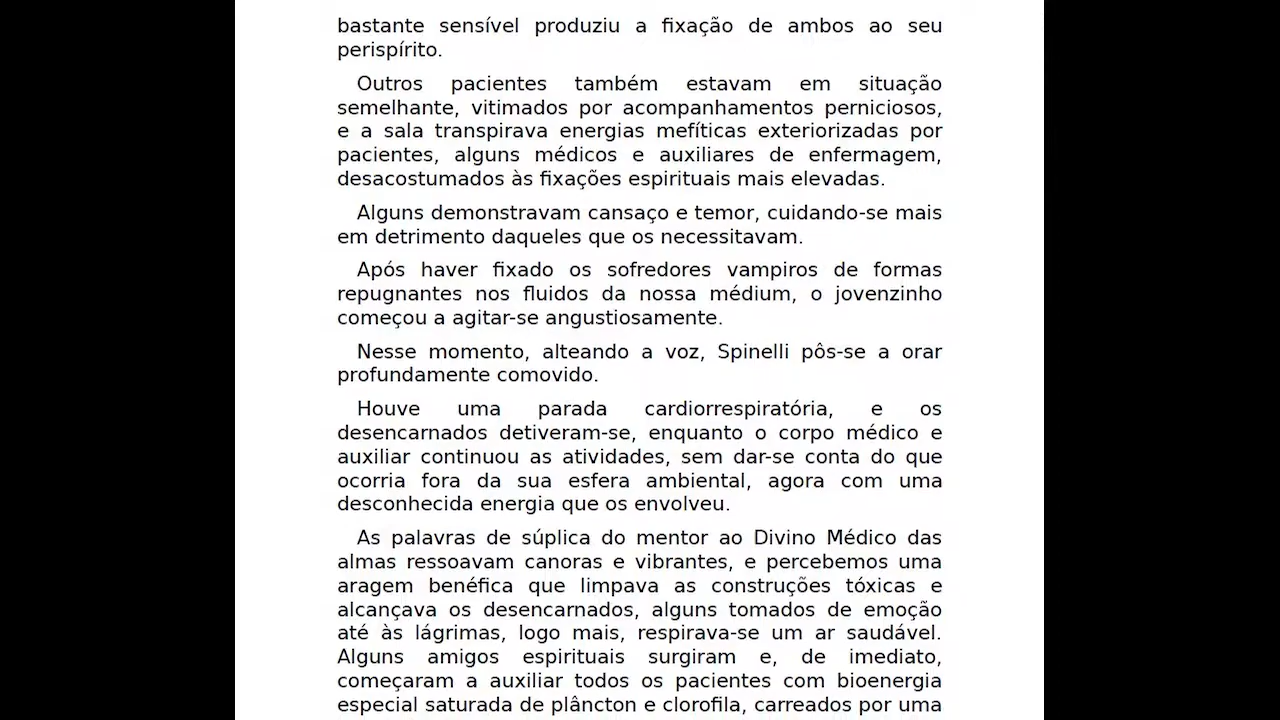 bastante sensível produziu a fixação de ambos ao seu
perispírito.
Outros pacientes também estavam em situação
semelhante, vitimados por acompanhamentos perniciosos,
e a sala transpirava energias mefíticas exteriorizadas por
pacientes, alguns médicos e auxiliares de enfermagem,
desacostumados às fixações espirituais mais elevadas.
Alguns demonstravam cansaço e temor, cuidando-se mais
em detrimento daqueles que os necessitavam.
Após haver fixado os sofredores vampiros de formas
repugnantes nos fluidos da nossa médium, o jovenzinho
começou a agitar-se angustiosamente.
Nesse momento, alteando a voz, Spinelli pôs-se a orar
profundamente comovido.
Houve uma parada cardiorrespiratória, e os
desencarnados detiveram-se, enquanto o corpo médico e
auxiliar continuou as atividades, sem dar-se conta do que
ocorria fora da sua esfera ambiental, agora com uma
desconhecida energia que os envolveu.
As palavras de súplica do mentor ao Divino Médico das
almas ressoavam canoras e vibrantes, e percebemos uma
aragem benéfica que limpava as construções tóxicas e
alcançava os desencarnados, alguns tomados de emoção
até às lágrimas, logo mais, respirava-se um ar saudável.
Alguns amigos espirituais surgiram e, de imediato,
começaram a auxiliar todos os pacientes com bioenergia
especial saturada de plâncton e clorofila, carreados por uma